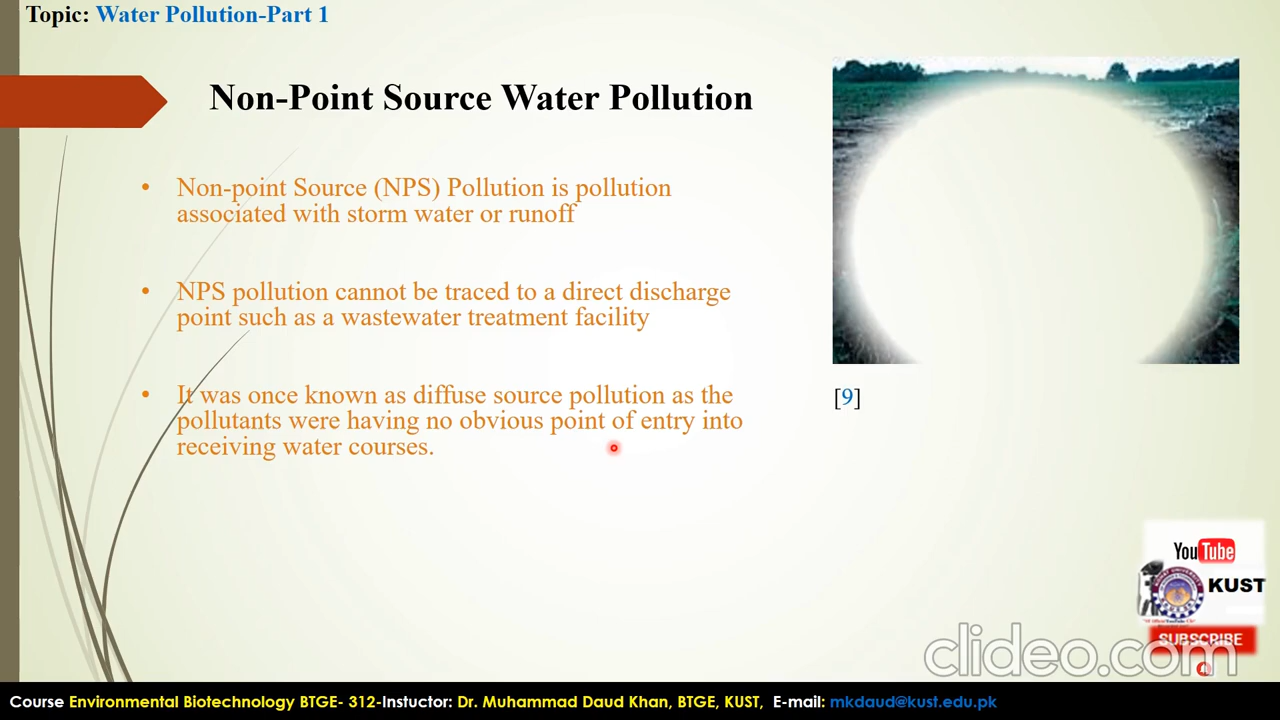 Topic: Water Pollution-Part 1
Non-Point Source Water Pollution
• Non-point Source (NPS) Pollution is pollution
associated with storm water or runoff
• NPS pollution cannot be traced to a direct discharge
point such as a wastewater treatment facility
• It was once known as diffuse source pollution as the
pollutants were having no obvious point of entry into
receiving water courses.
[9]
YouTube
KUST
SUBSCRIBE
clideo.com
Course Environmental Biotechnology BTGE- 312-Instuctor: Dr. Muhammad Daud Khan, BTGE, KUST, E-mail: mkdaud@kust.edu.pk